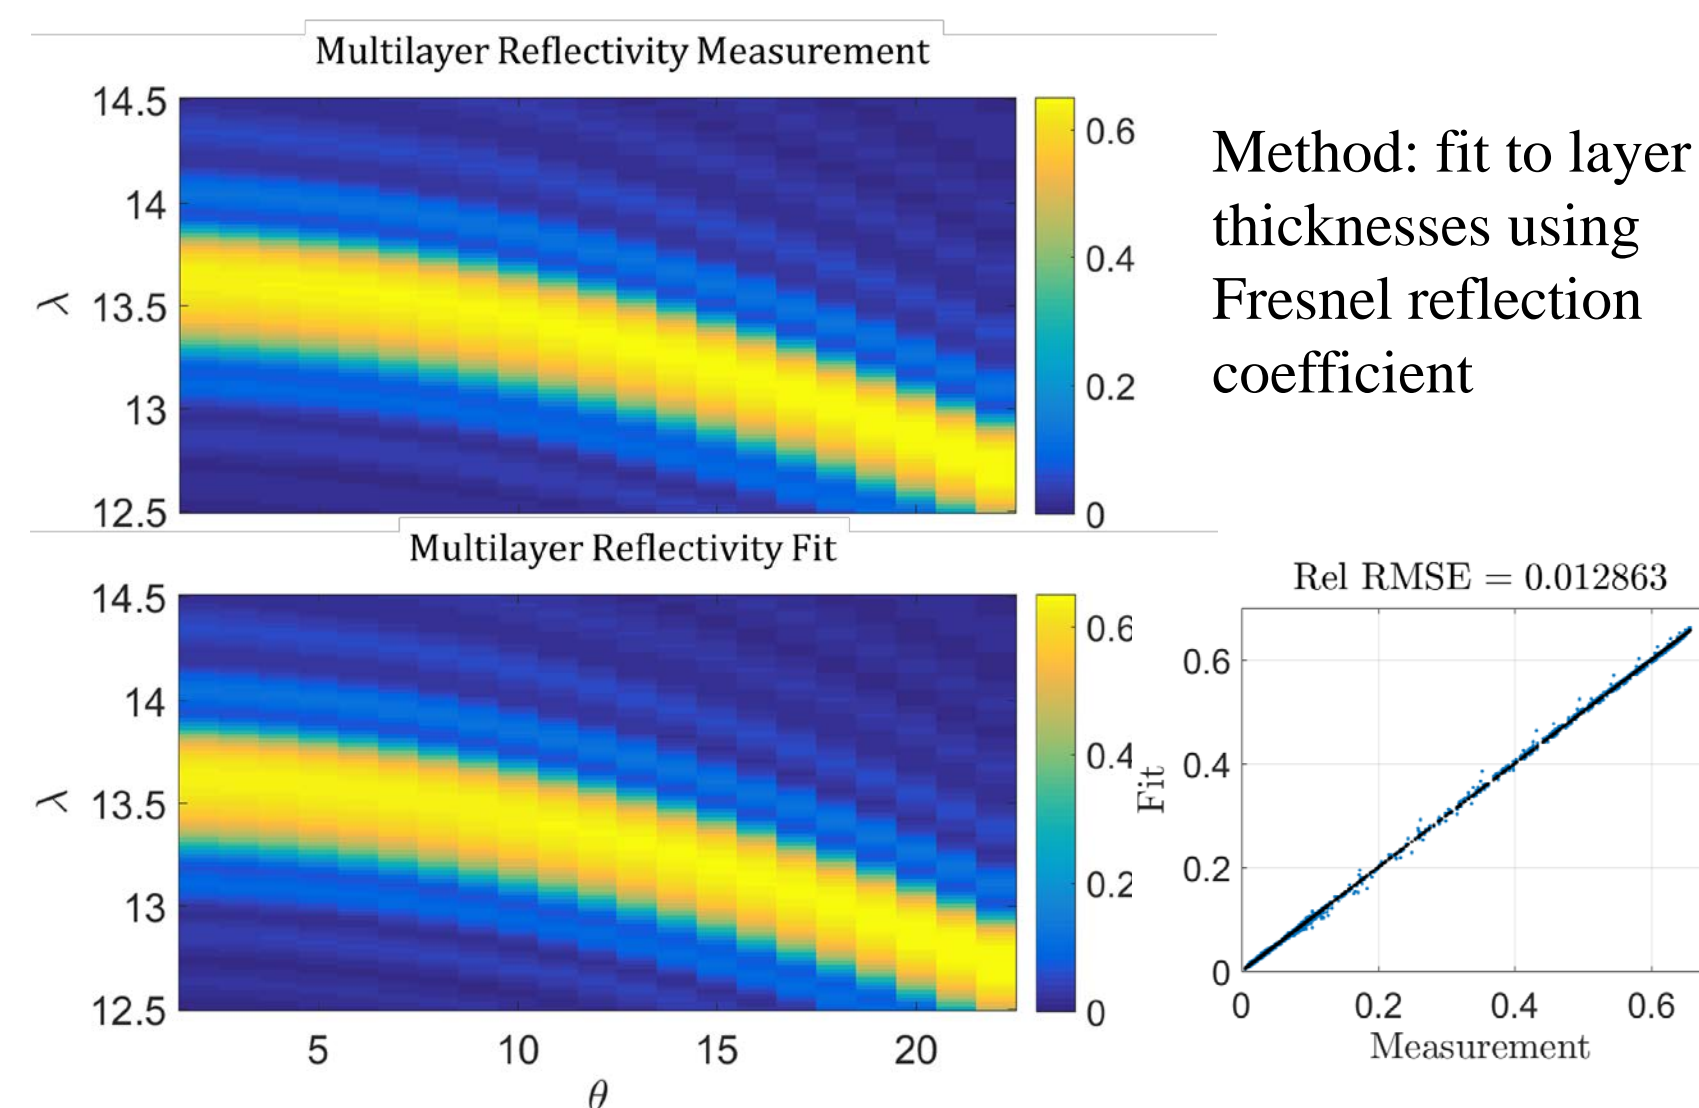 Multilayer Reflectivity Measurement
14.5
14
13.5
13
12.5
λ
0.6
0.4
0.2
0
Method: fit to layer
thicknesses using
Fresnel reflection
coefficient
Multilayer Reflectivity Fit
14.5
14
13.5
13
12.5
λ
5
10
15
20
θ
0.6
0.4
0.2
0
Rel RMSE = 0.012863
0.6
0.4
0.2
0
Fit
0
0.2
0.4
0.6
Measurement